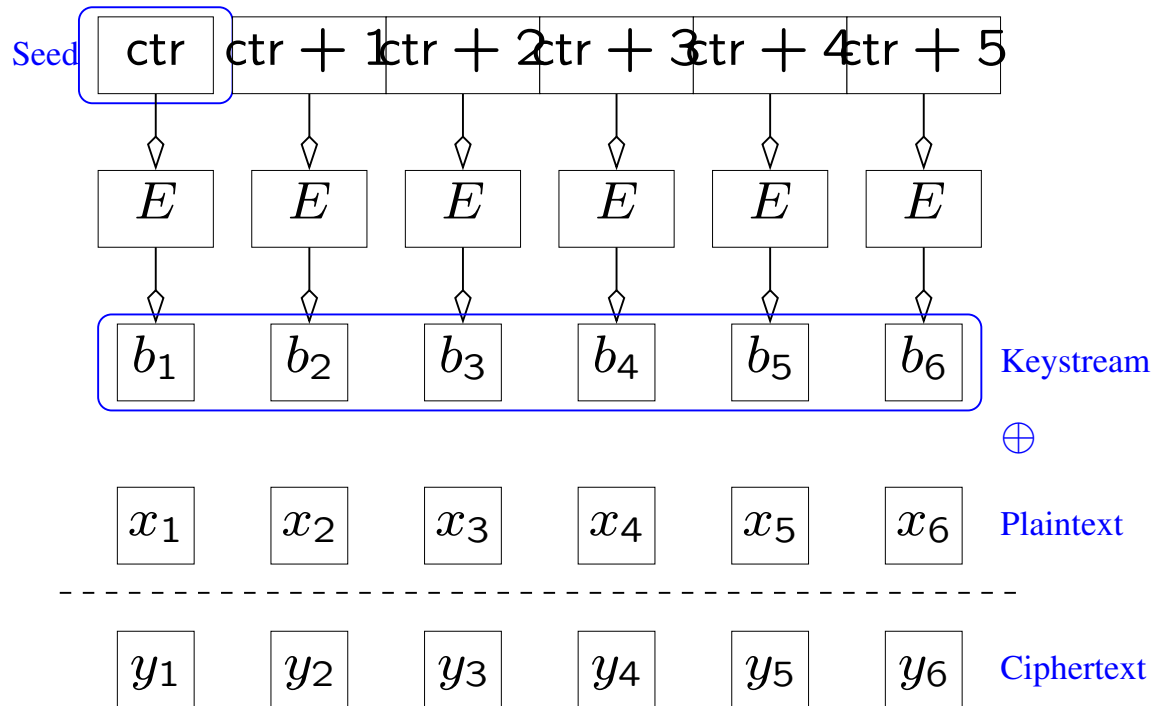 Seed ctr ctr + 1 ctr + 2 ctr + 3 ctr + 4 ctr + 5
E E E E E E
b₁ b₂ b₃ b₄ b₅ b₆ Keystream
⊕
x₁ x₂ x₃ x₄ x₅ x₆ Plaintext
y₁ y₂ y₃ y₄ y₅ y₆ Ciphertext